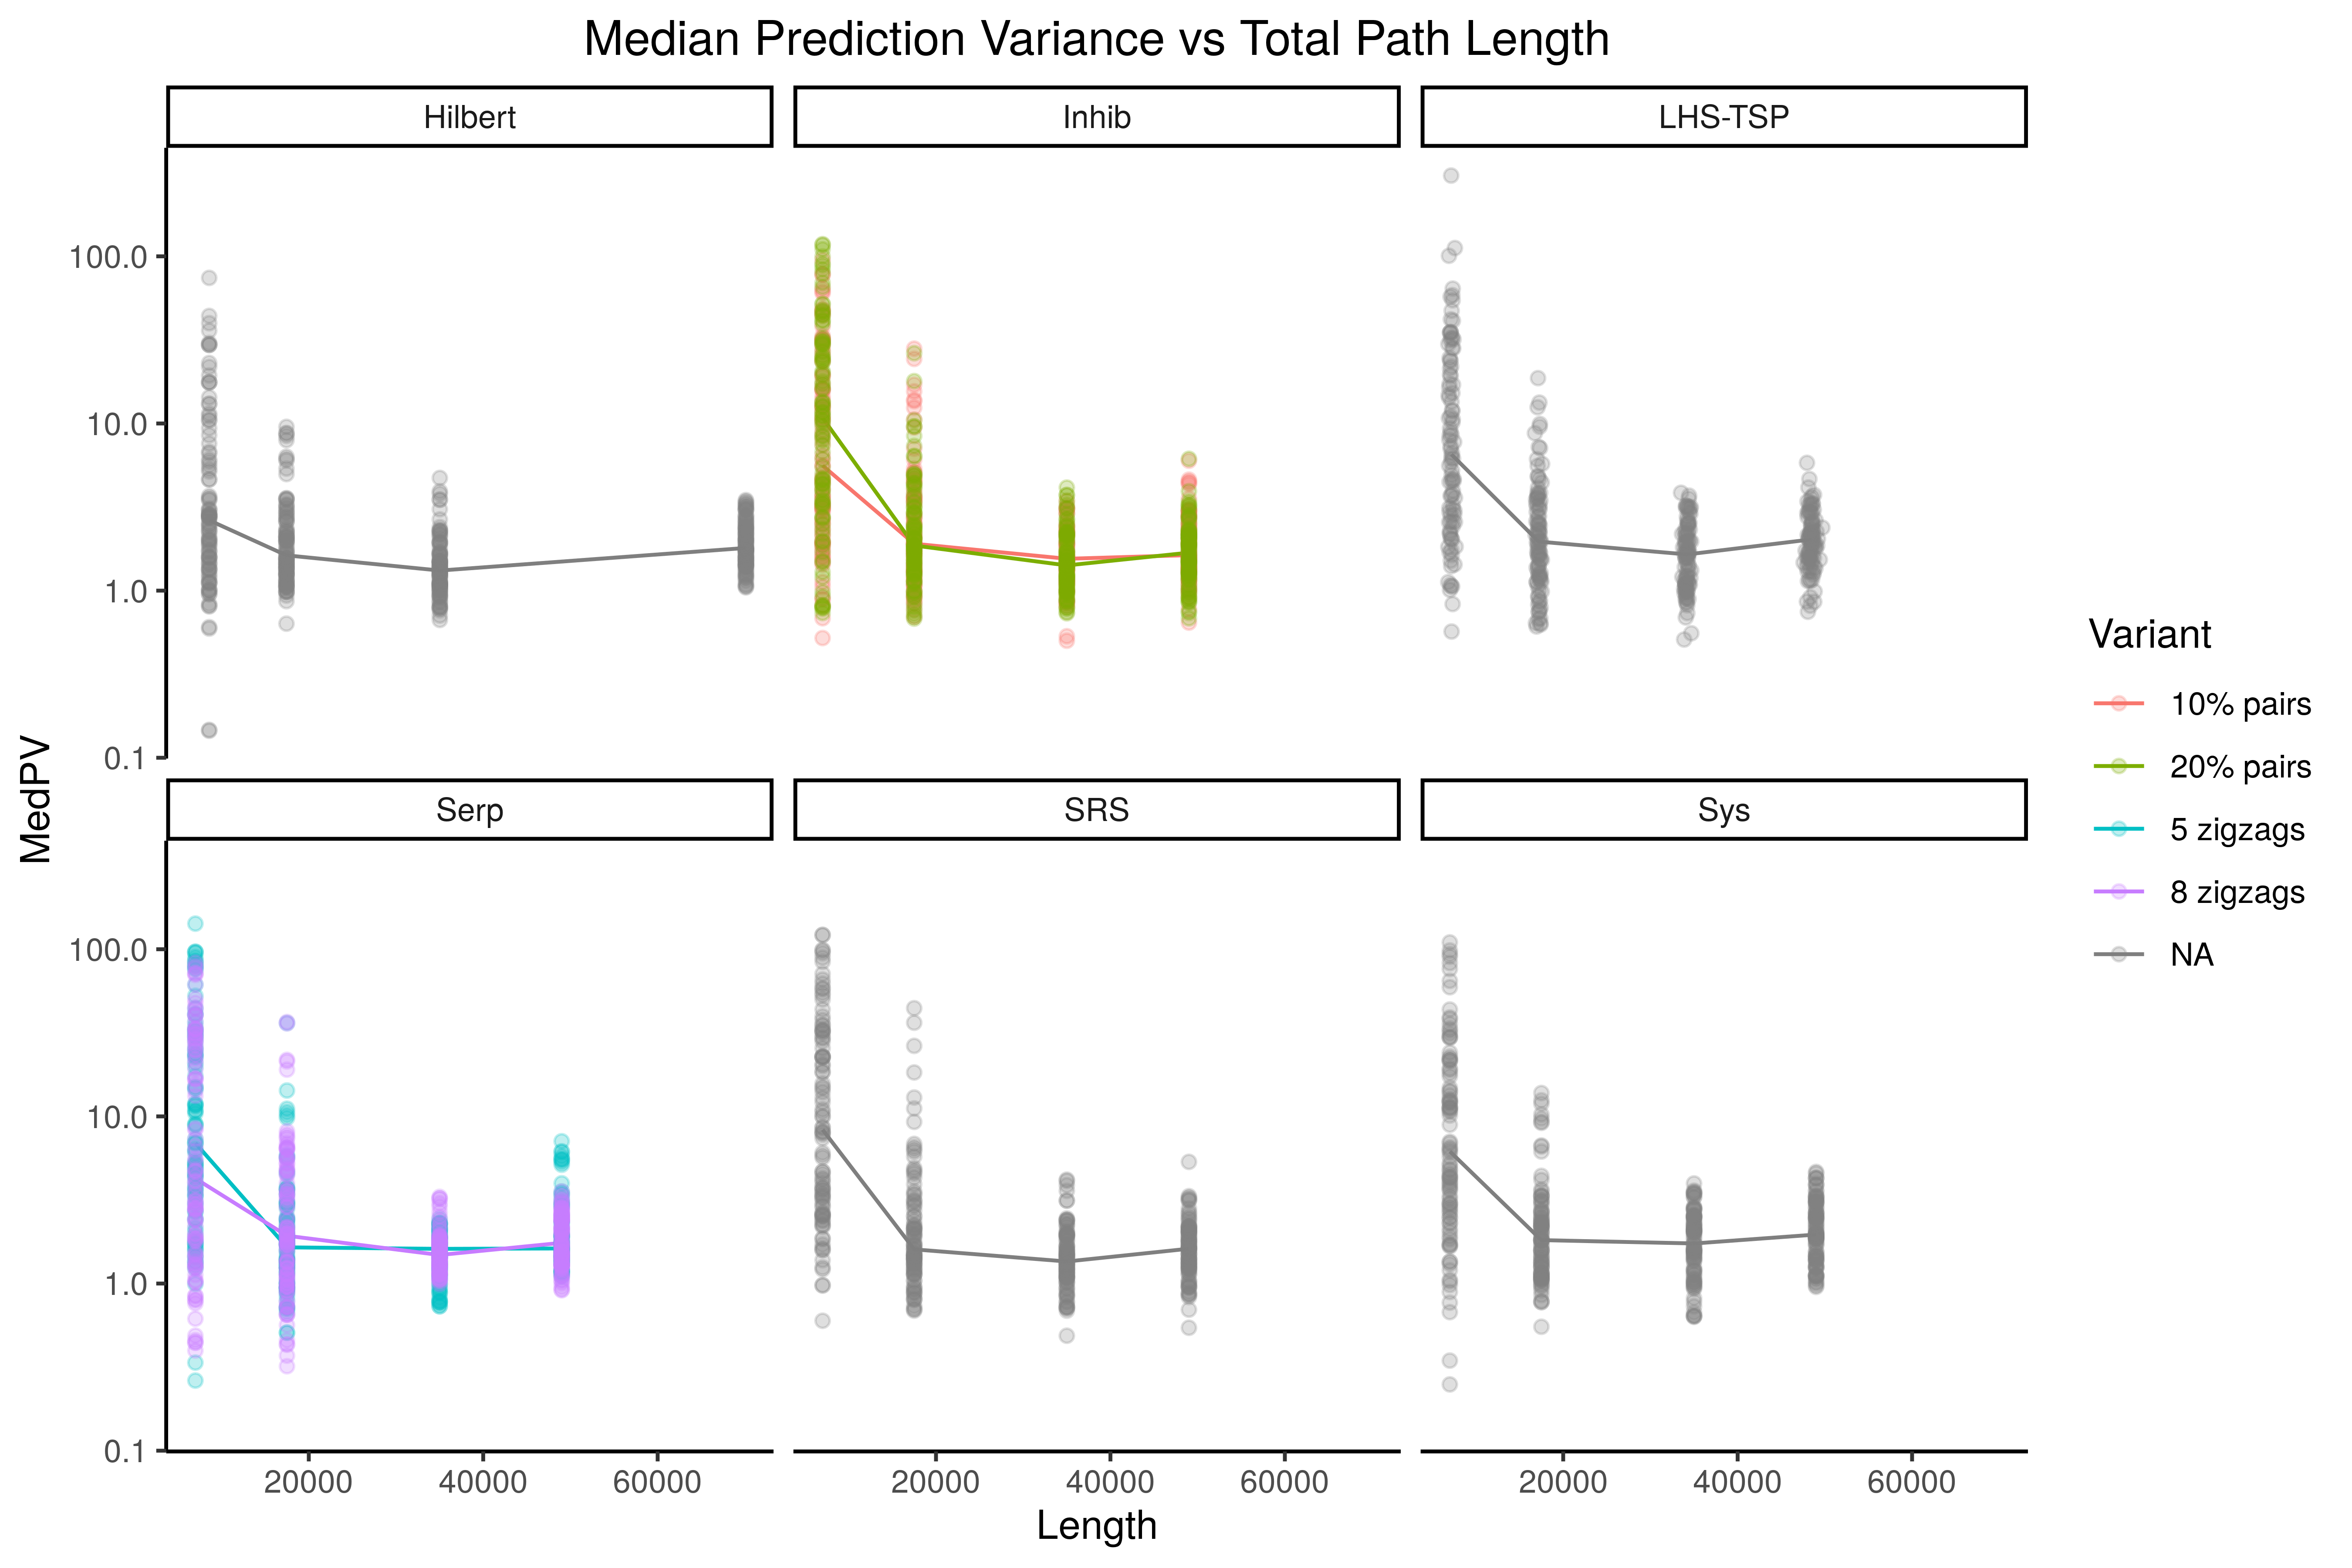 Median Prediction Variance vs Total Path Length
Hilbert
Inhib
LHS-TSP
100.0
10.0
1.0
0.1
MedPV
Serp
SRS
Sys
100.0
10.0
1.0
0.1
20000 40000 60000
20000 40000 60000
20000 40000 60000
Length
Variant
10% pairs
20% pairs
5 zigzags
8 zigzags
NA